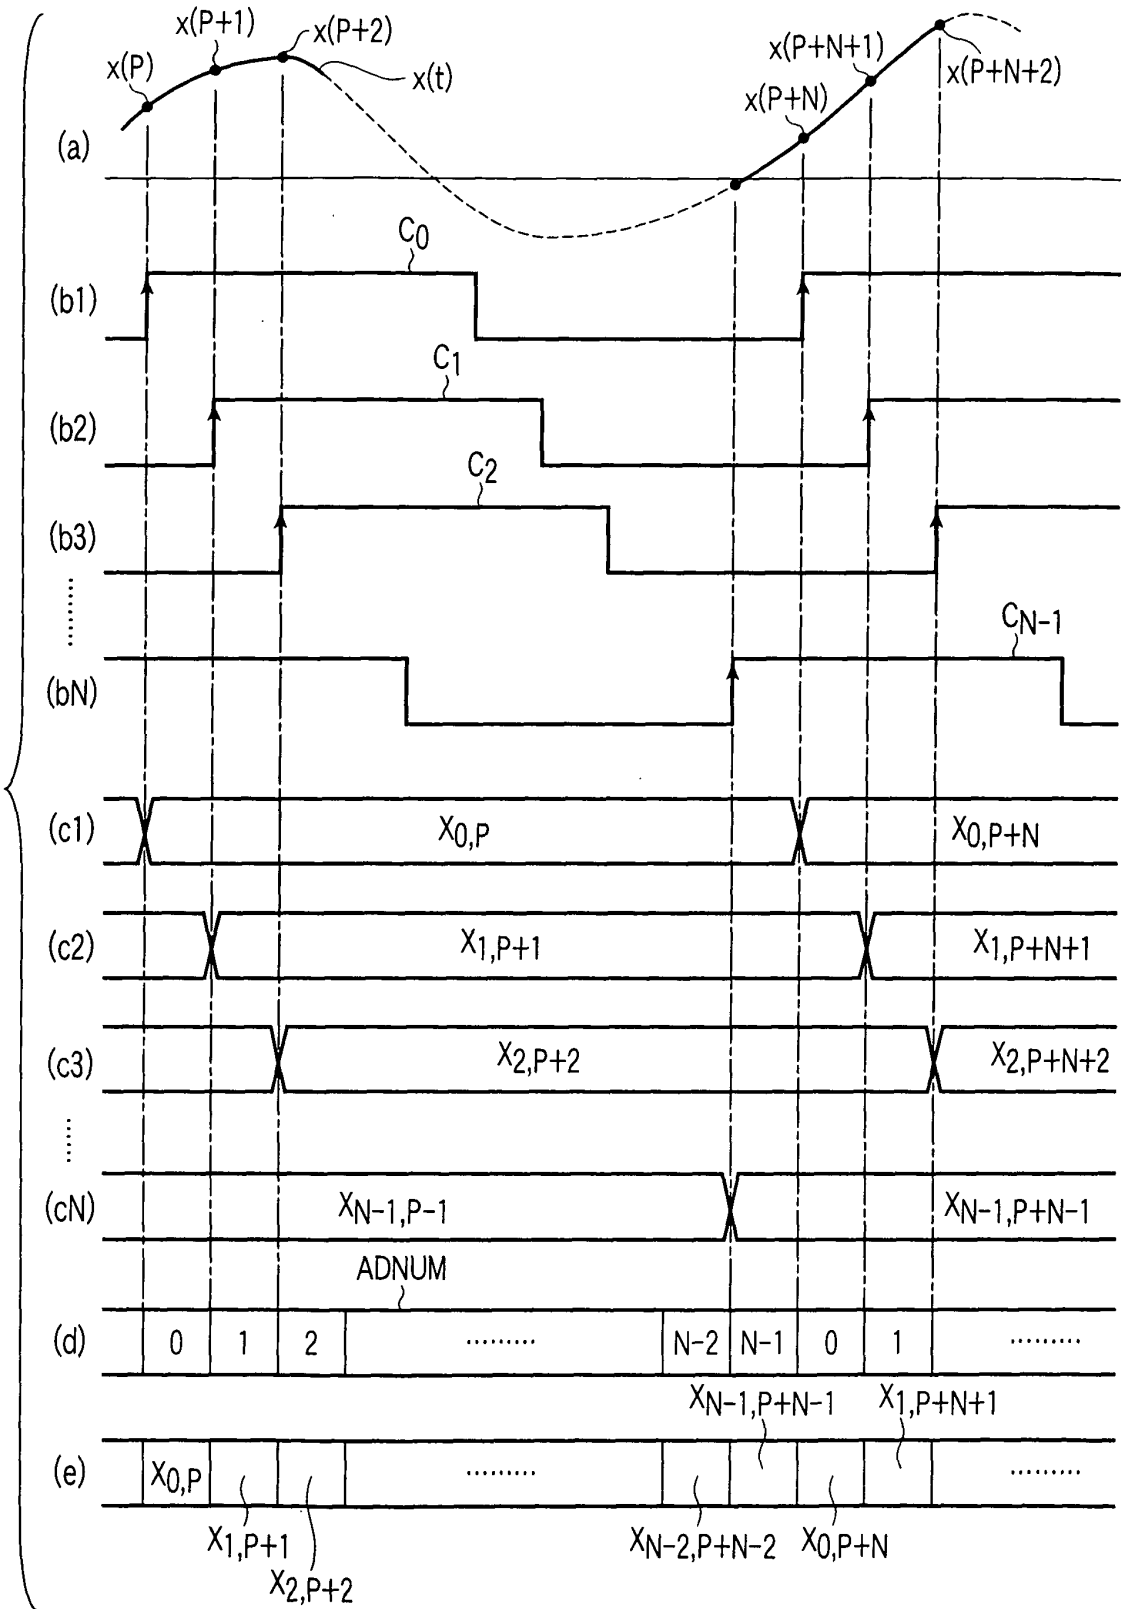 x(P) x(P+1) x(P+2) x(t) x(P+N) x(P+N+1) x(P+N+2)
(a)
C0
(b1)
C1
(b2)
C2
(b3)
.........
CN-1
(bN)
(c1) X0,P X0,P+N
(c2) X1,P+1 X1,P+N+1
(c3) X2,P+2 X2,P+N+2
......
(cN) XN-1,P-1 XN-1,P+N-1
ADNUM
(d) 0 1 2 ......... N-2 N-1 0 1 .........
XN-1,P+N-1 X1,P+N+1
(e) X0,P ......... .........
X1,P+1 XN-2,P+N-2 X0,P+N
X2,P+2